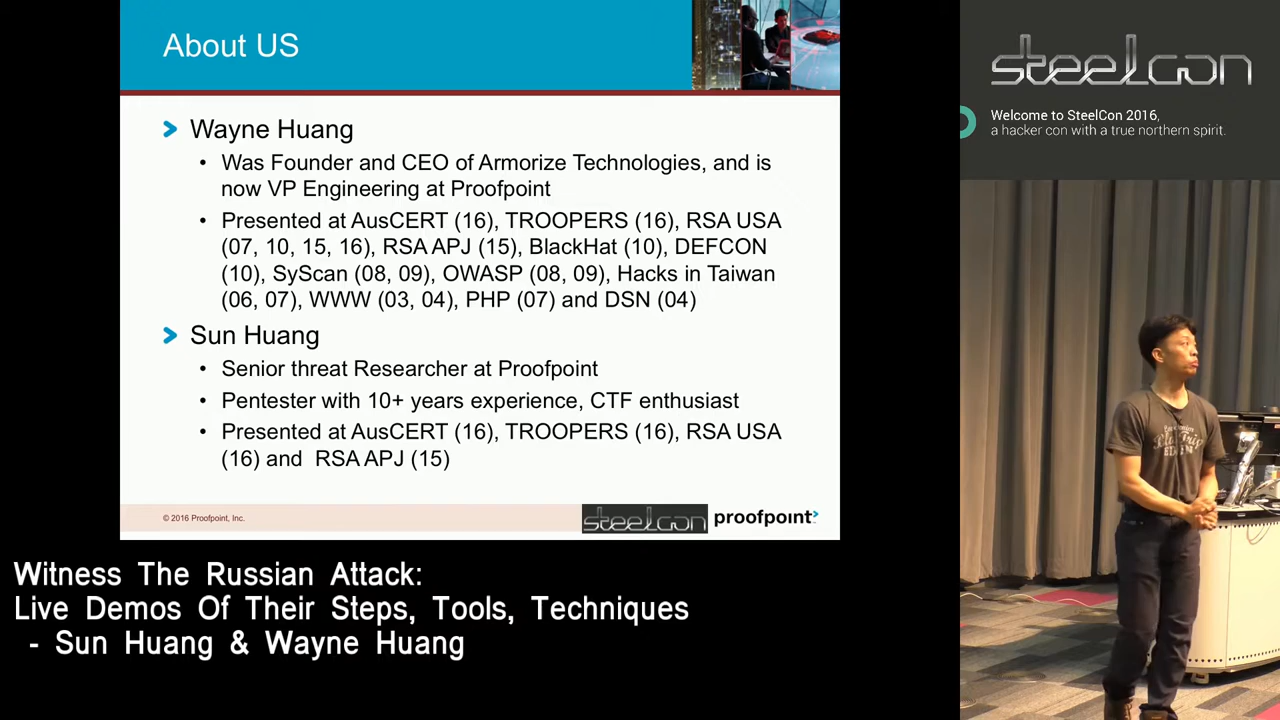 About US
Wayne Huang
• Was Founder and CEO of Armorize Technologies, and is
now VP Engineering at Proofpoint
• Presented at AusCERT (16), TROOPERS (16), RSA USA
(07, 10, 15, 16), RSA APJ (15), BlackHat (10), DEFCON
(10), SyScan (08, 09), OWASP (08, 09), Hacks in Taiwan
(06, 07), WWW (03, 04), PHP (07) and DSN (04)
Sun Huang
• Senior threat Researcher at Proofpoint
• Pentester with 10+ years experience, CTF enthusiast
• Presented at AusCERT (16), TROOPERS (16), RSA USA
(16) and RSA APJ (15)
© 2016 Proofpoint, Inc.
steelcon
proofpoint
Witness The Russian Attack:
Live Demos Of Their Steps, Tools, Techniques
- Sun Huang & Wayne Huang
steelcon
Welcome to SteelCon 2016,
a hacker con with a true northern spirit.